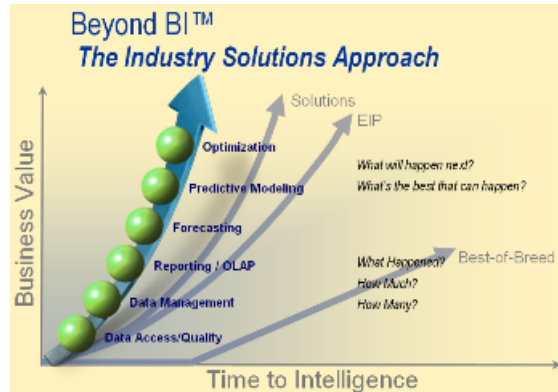 Beyond BI™
The Industry Solutions Approach
Solutions
EIP
Optimization
What will happen next?
Predictive Modeling
What's the best that can happen?
Forecasting
Reporting / OLAP
What Happened?
Best-of-Breed
How Much?
Data Management
How Many?
Data Access/Quality
Business Value
Time to Intelligence